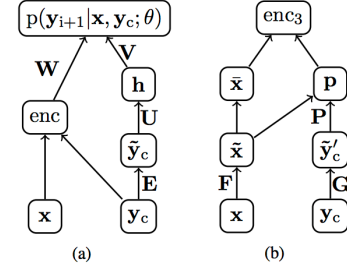 p(y_{i+1}|x, y_c; θ)
W V
h
enc U
ỹ_c
E
x y_c
(a)
enc_3
x̄ p
P
x̃ ỹ′_c
F G
x y_c
(b)